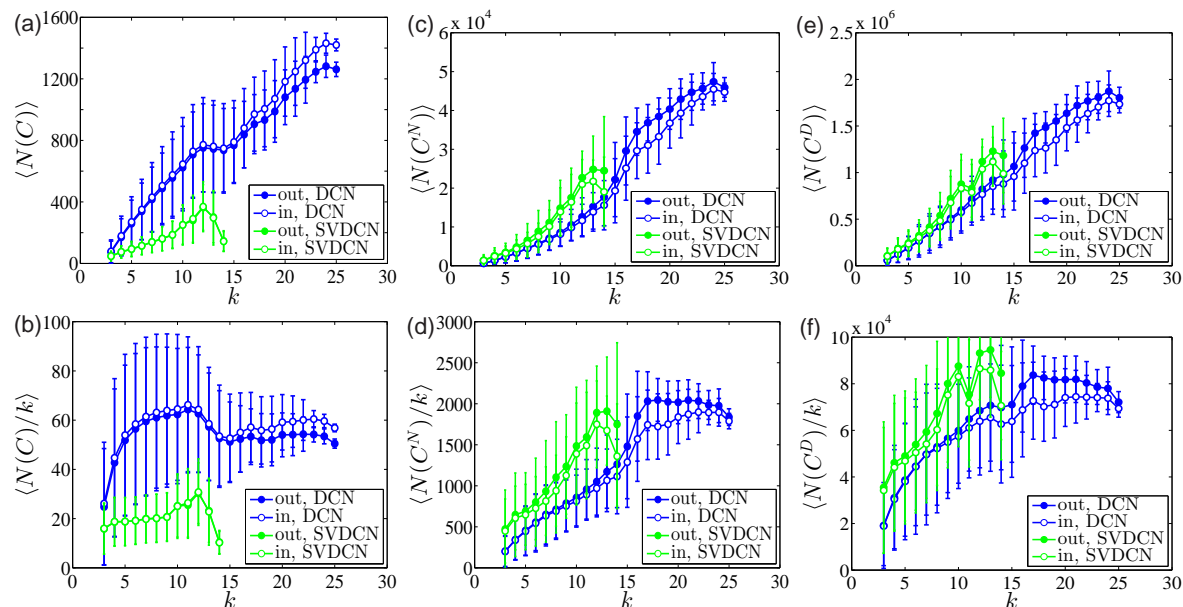 (a)
1600
1200
800
400
0
⟨N(C)⟩
0 5 10 15 20 25 30
k
out, DCN
in, DCN
out, SVDCN
in, SVDCN
(c)
x 10^4
6
5
4
3
2
1
0
⟨N(C^N)⟩
0 5 10 15 20 25 30
k
out, DCN
in, DCN
out, SVDCN
in, SVDCN
(e)
x 10^6
2.5
2
1.5
1
0.5
0
⟨N(C^D)⟩
0 5 10 15 20 25 30
k
out, DCN
in, DCN
out, SVDCN
in, SVDCN
(b)
100
80
60
40
20
0
⟨N(C)/k⟩
0 5 10 15 20 25 30
k
out, DCN
in, DCN
out, SVDCN
in, SVDCN
(d)
3000
2500
2000
1500
1000
500
0
⟨N(C^N)/k⟩
0 5 10 15 20 25 30
k
out, DCN
in, DCN
out, SVDCN
in, SVDCN
(f)
x 10^4
10
8
6
4
2
0
⟨N(C^D)/k⟩
0 5 10 15 20 25 30
k
out, DCN
in, DCN
out, SVDCN
in, SVDCN